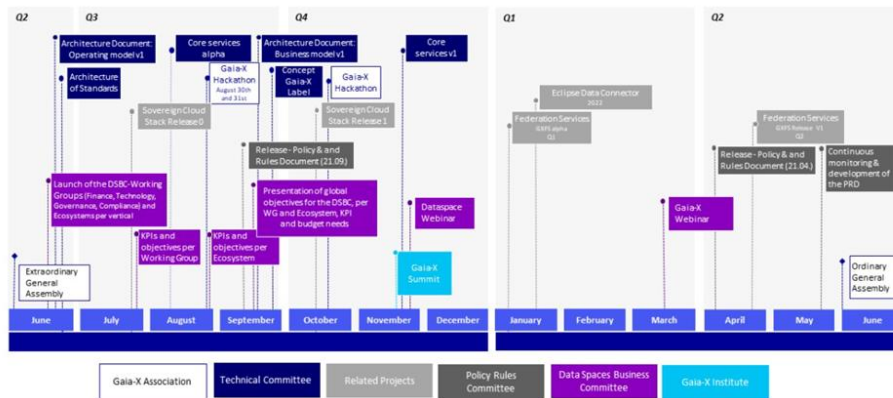 Q2
Q3
Q4
Q1
Q2
Architecture Document:
Operating model v1
Core services
alpha
Architecture Document:
Business model v1
Core
services v1
Architecture
of Standards
Gaia-X
Hackathon
August 30th
and 31st
Concept
Gaia-X
Label
Gaia-X
Hackathon
Sovereign Cloud
Stack Release 0
Sovereign Cloud
Stack Release 1
Eclipse Data Connector
2022
Federation Services
GXFS alpha
Q1
Federation Services
GXFS Release V1
Q2
Release - Policy & and
Rules Document (21.09.)
Release - Policy & and
Rules Document (21.04.)
Continuous
monitoring &
development of
the PRD
Launch of the DSBC-Working
Groups (Finance, Technology,
Governance, Compliance) and
Ecosystems per vertical
Presentation of global
objectives for the DSBC, per
WG and Ecosystem, KPI
and budget needs
Dataspace
Webinar
Gaia-X
Webinar
KPIs and
objectives per
Working Group
KPIs and
objectives per
Ecosystem
Extraordinary
General
Assembly
Gaia-X
Summit
Ordinary
General
Assembly
June
July
August
September
October
November
December
January
February
March
April
May
June
Gaia-X Association
Technical Committee
Related Projects
Policy Rules
Committee
Data Spaces Business
Committee
Gaia-X Institute